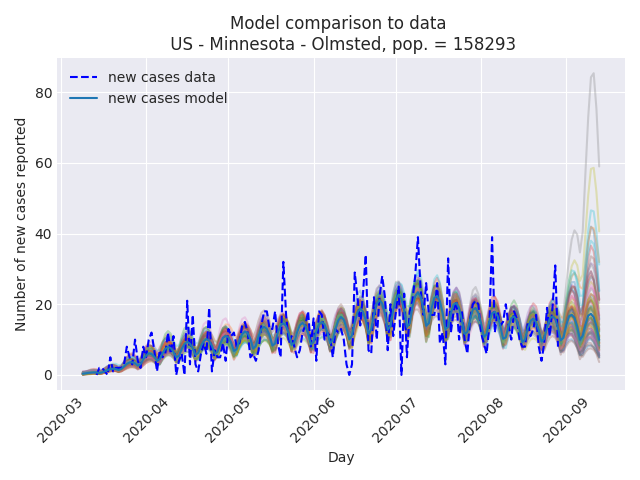 Model comparison to data
US - Minnesota - Olmsted, pop. = 158293
new cases data
new cases model
Number of new cases reported
80
60
40
20
0
2020-03
2020-04
2020-05
2020-06
2020-07
2020-08
2020-09
Day